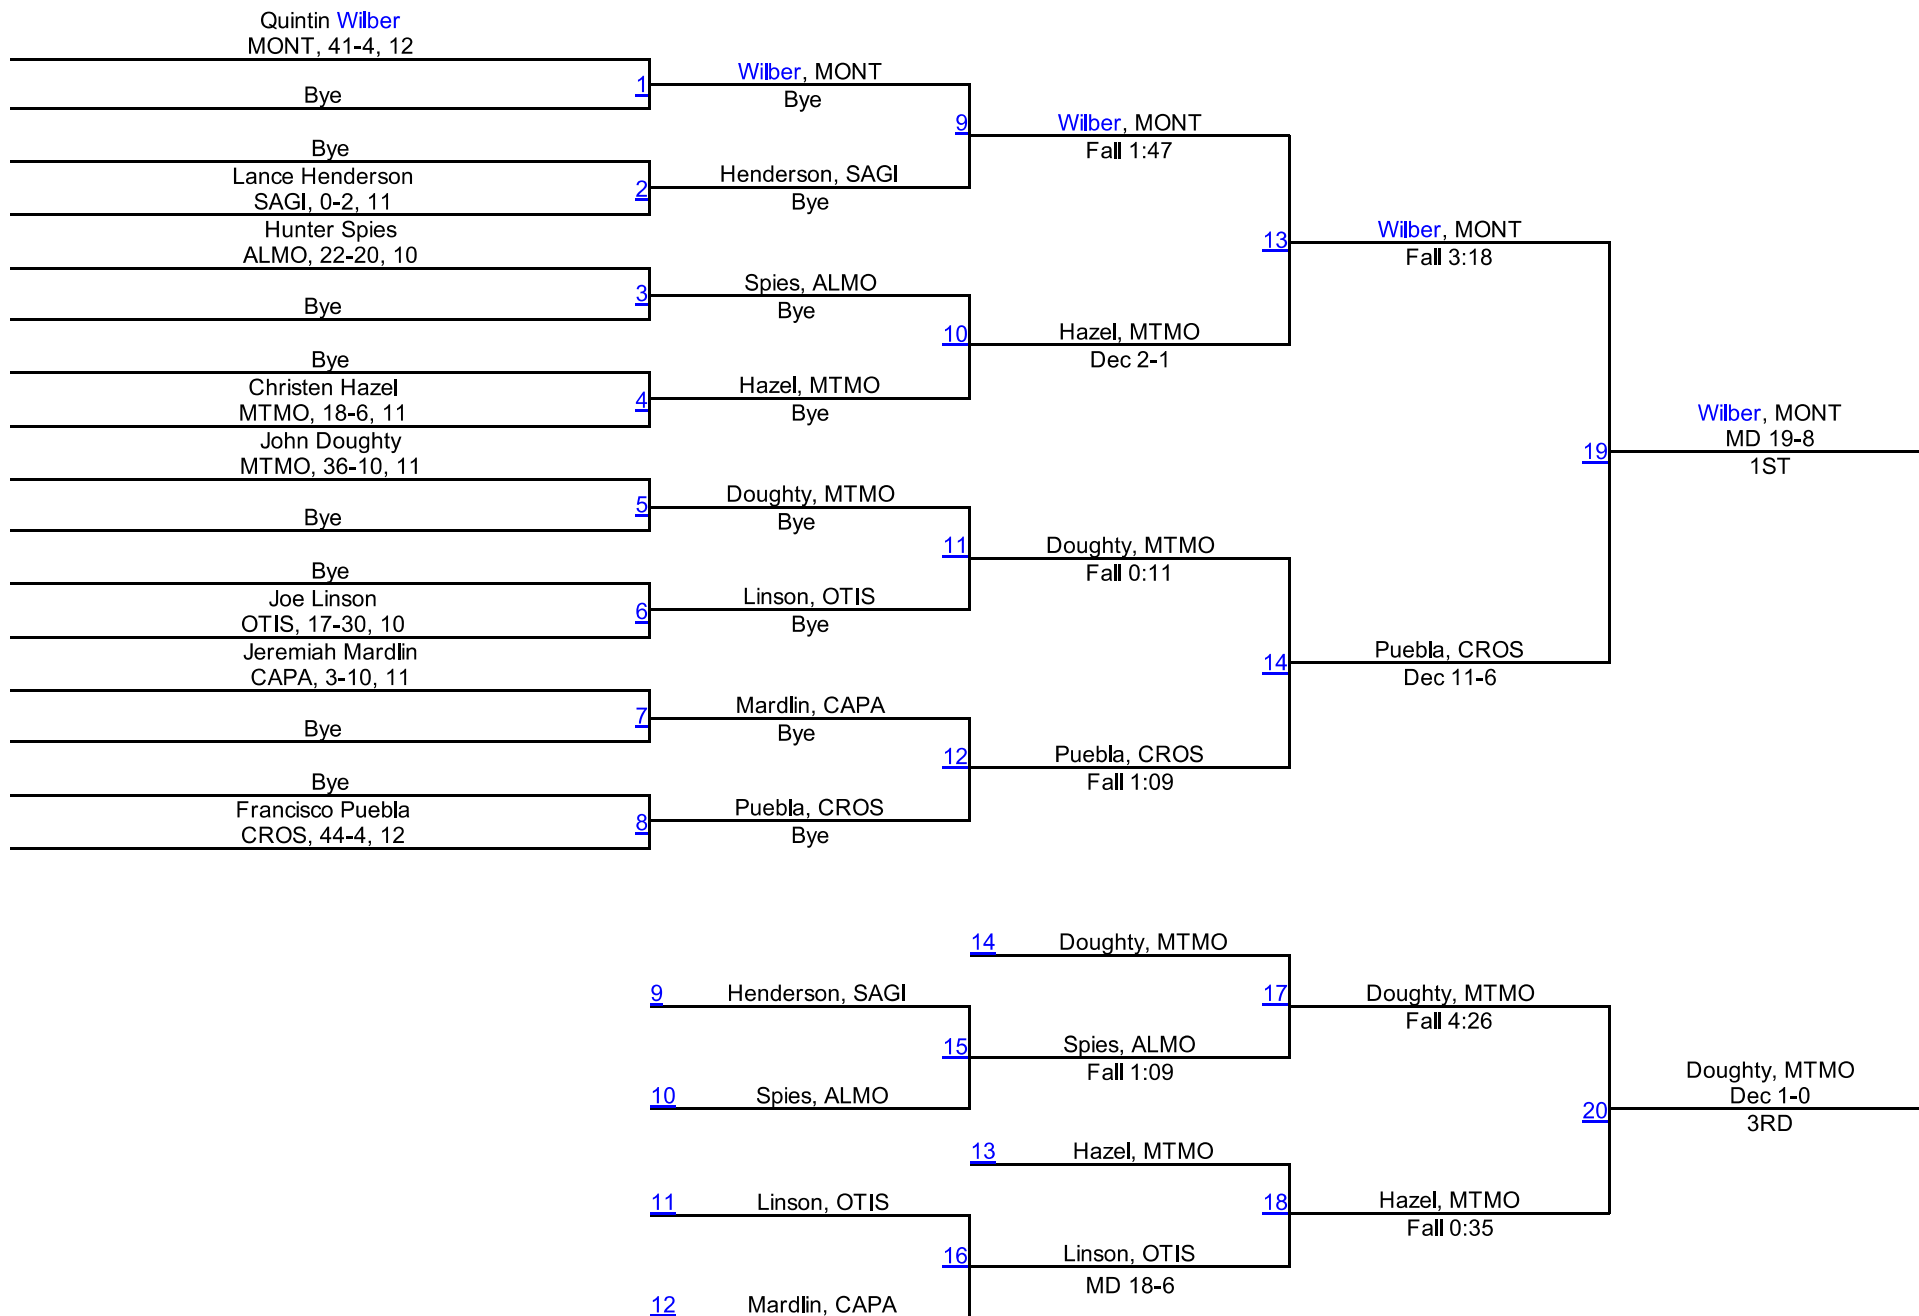 Quintin Wilber
MONT, 41-4, 12
Bye
1
Wilber, MONT
Bye
Bye
Lance Henderson
SAGI, 0-2, 11
2
Henderson, SAGI
Bye
9
Wilber, MONT
Fall 1:47
Hunter Spies
ALMO, 22-20, 10
Bye
3
Spies, ALMO
Bye
Bye
Christen Hazel
MTMO, 18-6, 11
4
Hazel, MTMO
Bye
10
Hazel, MTMO
Dec 2-1
13
Wilber, MONT
Fall 3:18
John Doughty
MTMO, 36-10, 11
Bye
5
Doughty, MTMO
Bye
Bye
Joe Linson
OTIS, 17-30, 10
6
Linson, OTIS
Bye
11
Doughty, MTMO
Fall 0:11
Jeremiah Mardlin
CAPA, 3-10, 11
Bye
7
Mardlin, CAPA
Bye
Bye
Francisco Puebla
CROS, 44-4, 12
8
Puebla, CROS
Bye
12
Puebla, CROS
Fall 1:09
14
Puebla, CROS
Dec 11-6
19
Wilber, MONT
MD 19-8
1ST
14
Doughty, MTMO
9
Henderson, SAGI
10
Spies, ALMO
15
Spies, ALMO
Fall 1:09
17
Doughty, MTMO
Fall 4:26
13
Hazel, MTMO
11
Linson, OTIS
12
Mardlin, CAPA
16
Linson, OTIS
MD 18-6
18
Hazel, MTMO
Fall 0:35
20
Doughty, MTMO
Dec 1-0
3RD